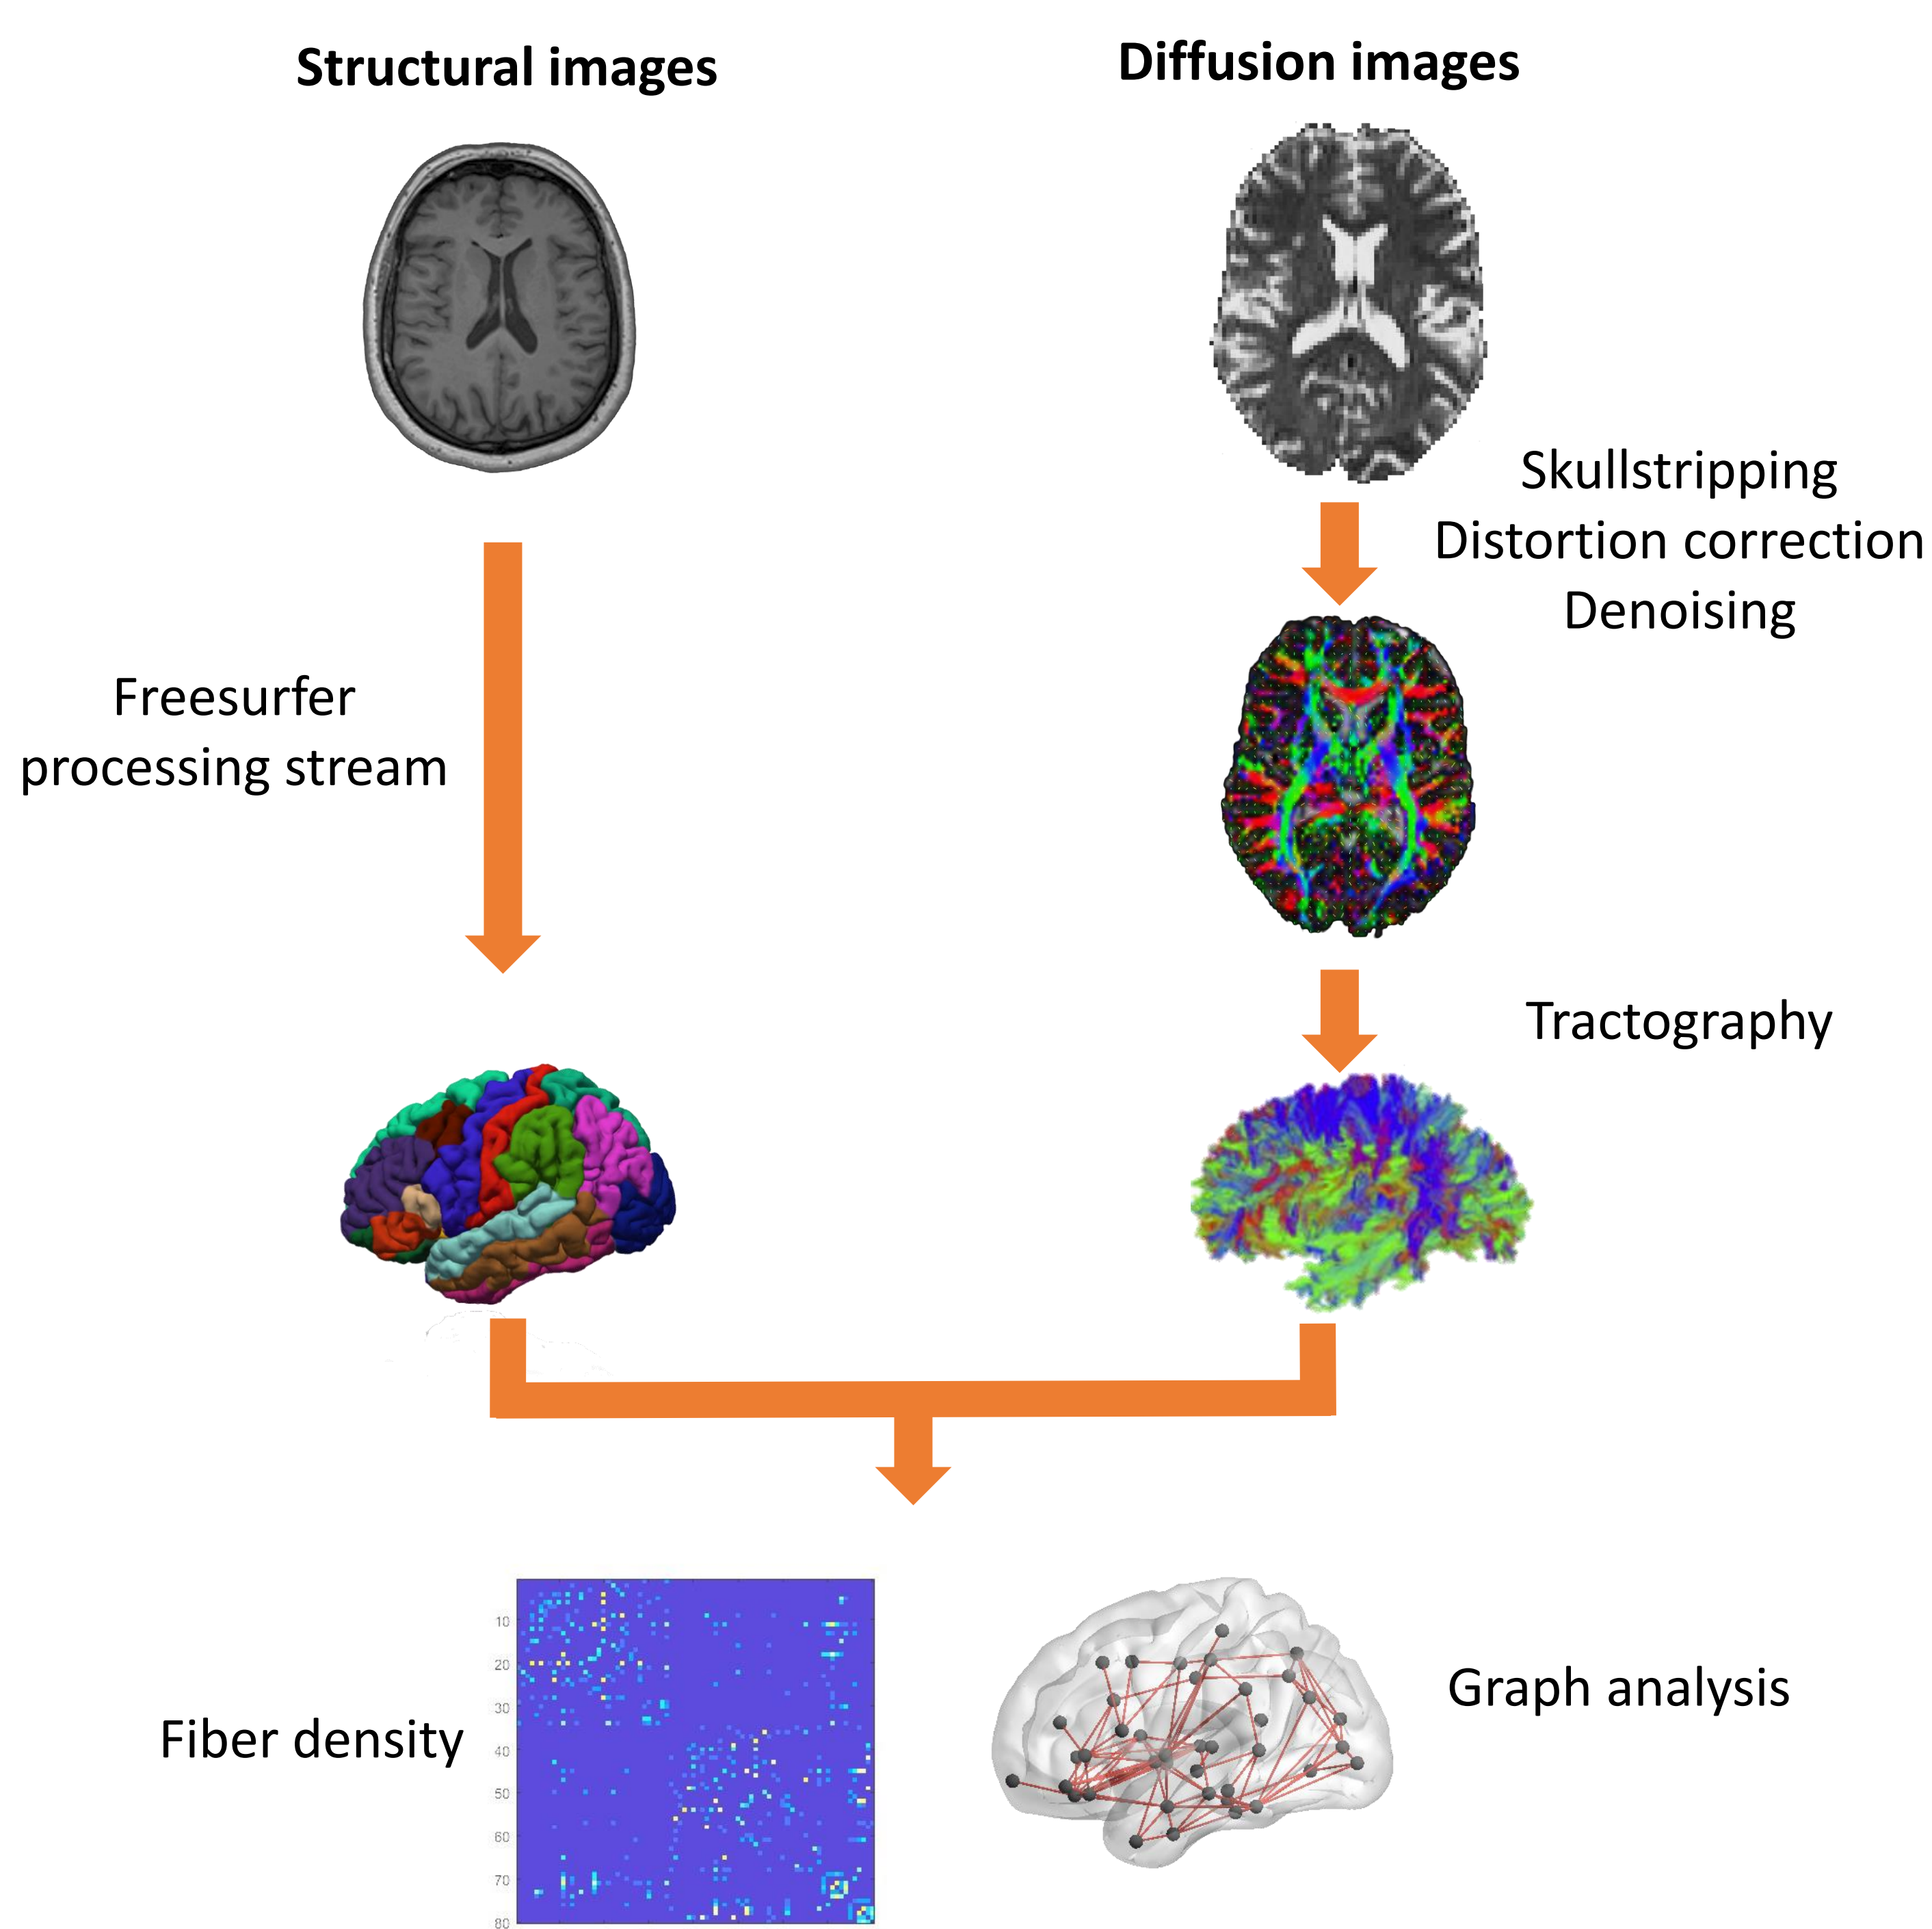 Structural images
Diffusion images
Skullstripping
Distortion correction
Denoising
Freesurfer
processing stream
Tractography
Fiber density
10
20
30
40
50
60
70
80
Graph analysis